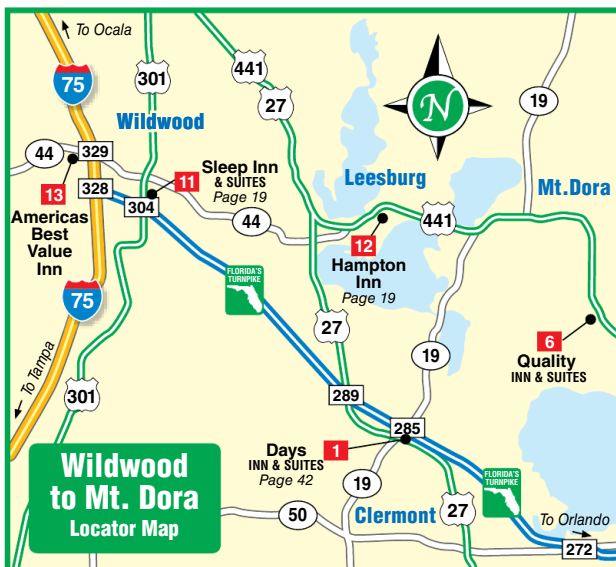 To Ocala
75
301
441
27
19
Wildwood
44
329
13
328
Americas
Best
Value
Inn
304
11
Sleep Inn
& SUITES
Page 19
44
Leesburg
Mt.Dora
441
12
Hampton
Inn
Page 19
N
FLORIDA'S
TURNPIKE
75
To Tampa
301
27
19
6
Quality
INN & SUITES
289
285
Days
INN & SUITES
Page 42
1
19
50
Clermont
27
FLORIDA'S
TURNPIKE
To Orlando
272
Wildwood
to Mt. Dora
Locator Map